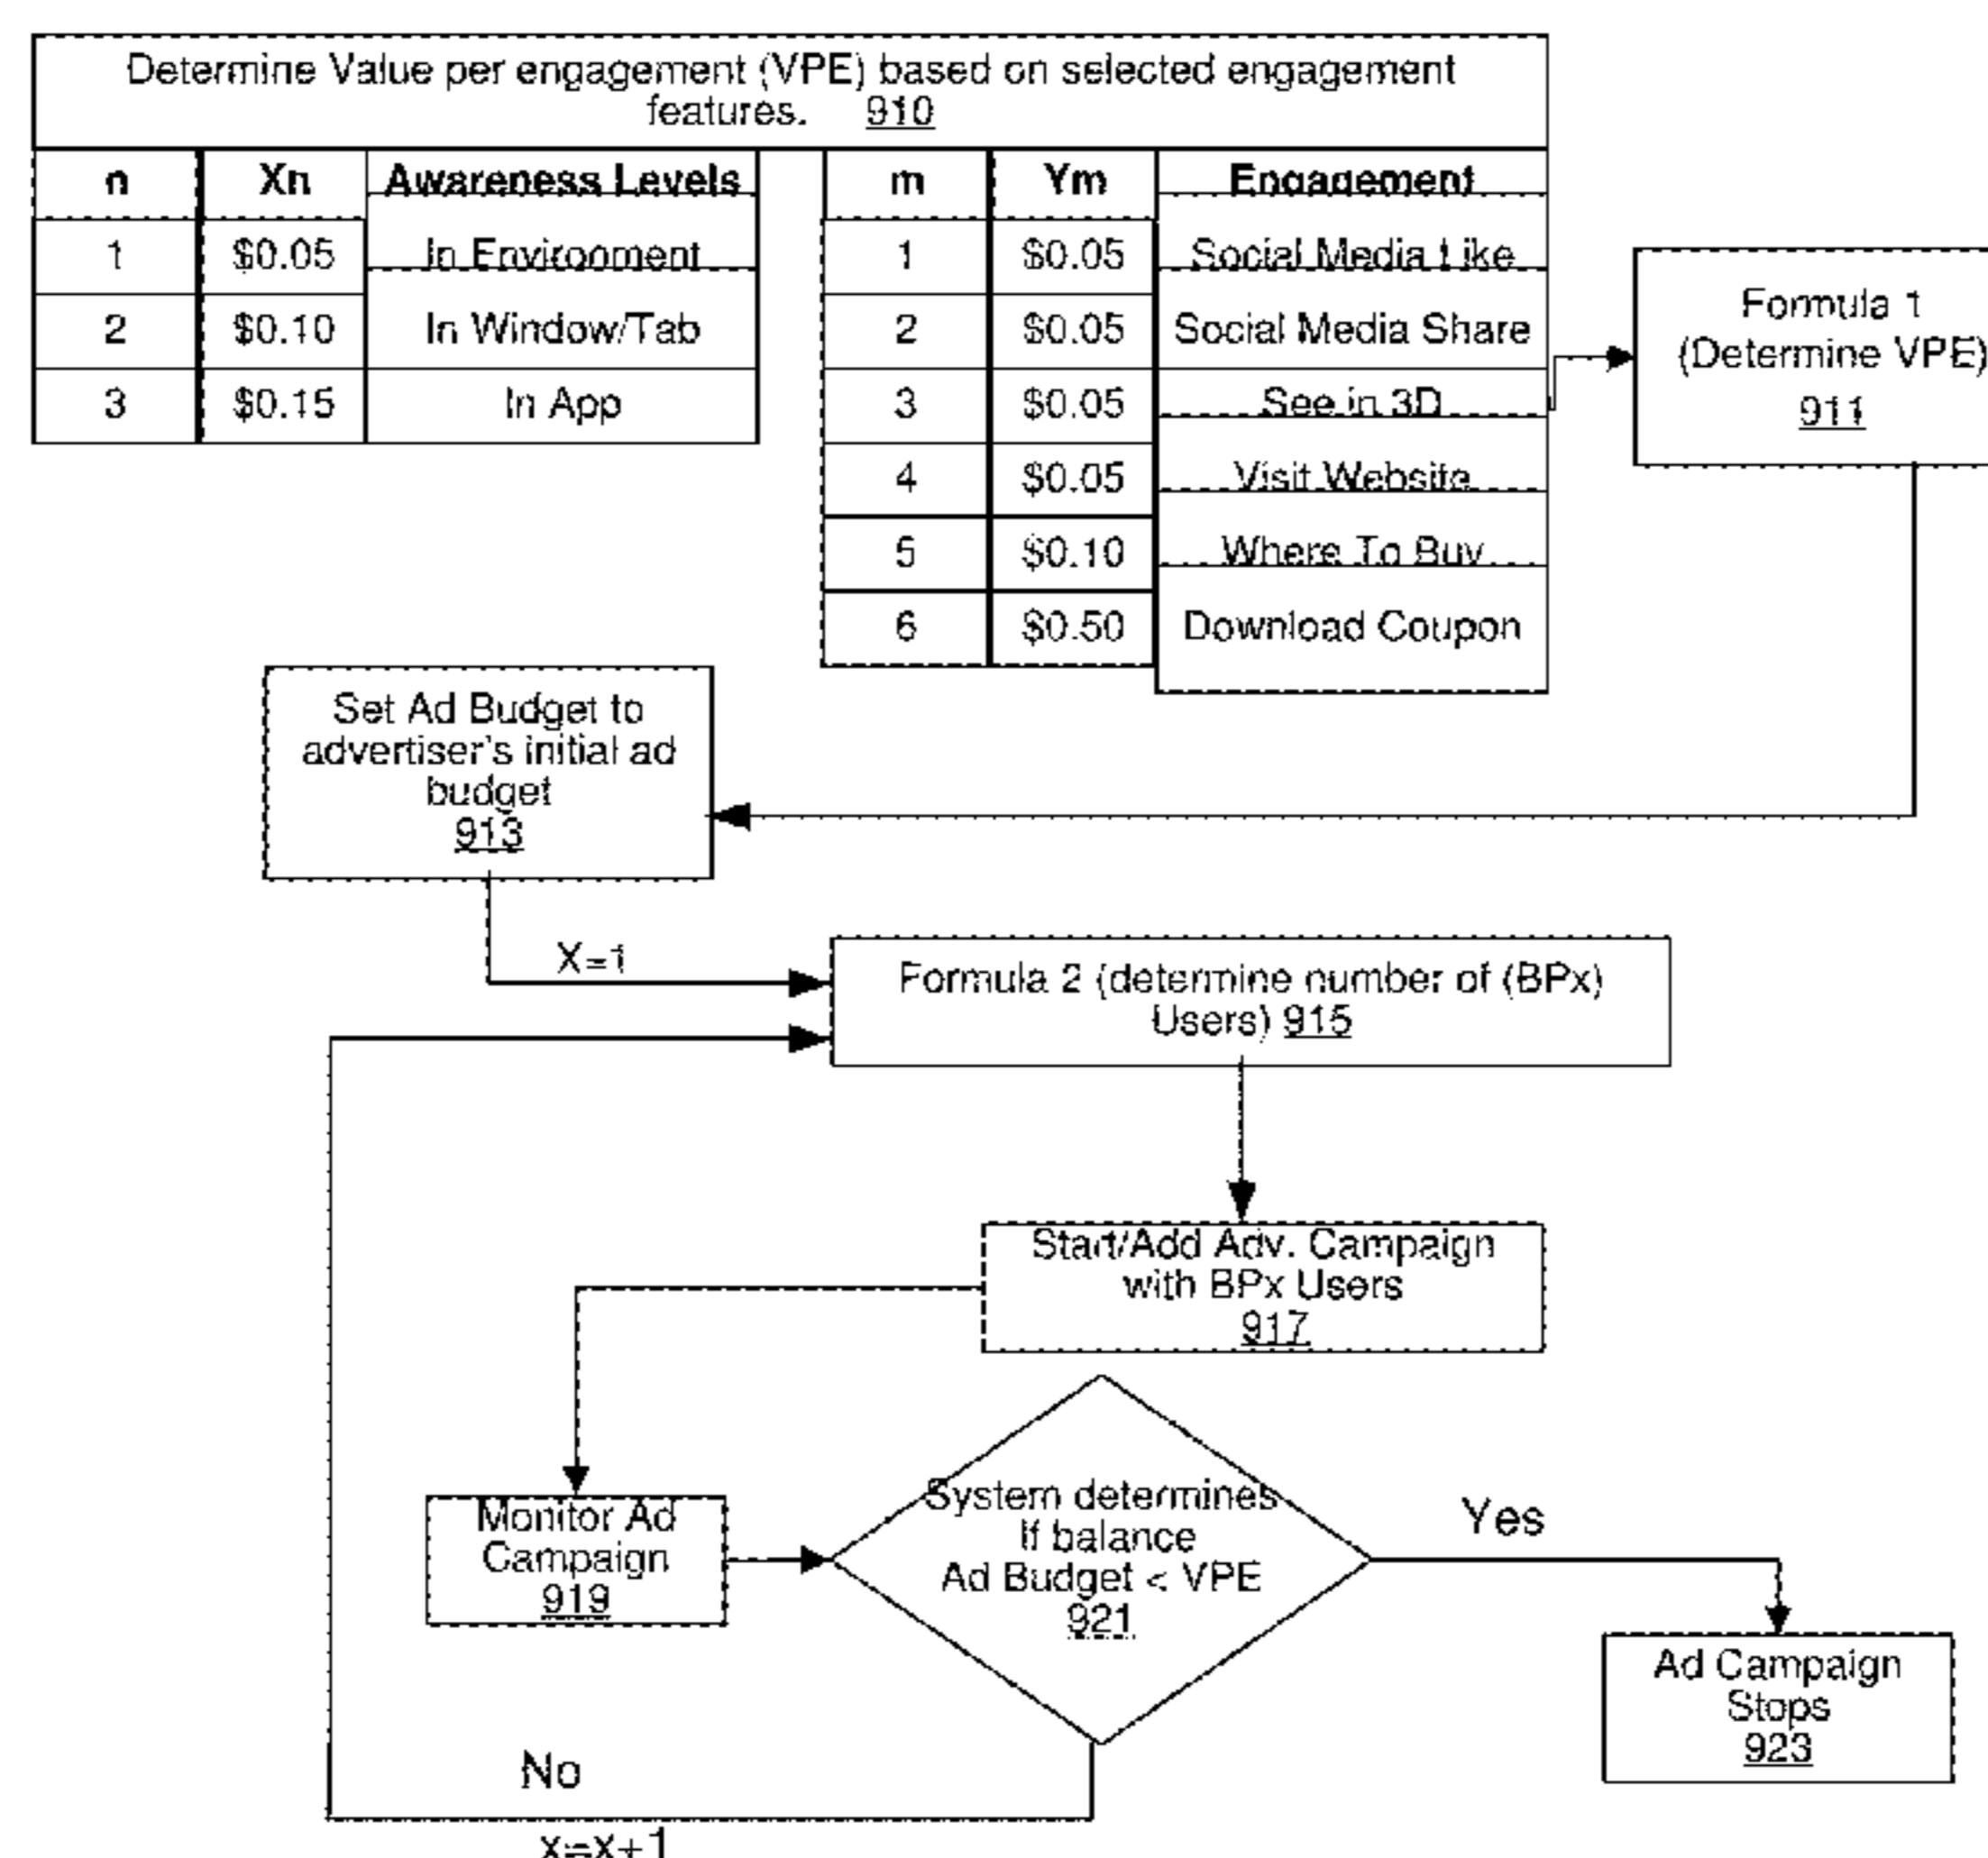 Determine Value per engagement (VPE) based on selected engagement
features. 910
n Xn Awareness Levels m Ym Engagement
1 $0.05 In Environment 1 $0.05 Social Media Like
2 $0.10 In Window/Tab 2 $0.05 Social Media Share
3 $0.15 In App 3 $0.05 See in 3D
4 $0.05 Visit Website
5 $0.10 Where To Buy
6 $0.50 Download Coupon
Formula 1
(Determine VPE)
911
Set Ad Budget to
advertiser's initial ad
budget
913
X=1
Formula 2 (determine number of (BPx)
Users) 915
Start/Add Adv. Campaign
with BPx Users
917
Monitor Ad
Campaign
919
System determines
If balance
Ad Budget < VPE
921
Yes
Ad Campaign
Stops
923
No
x=x+1